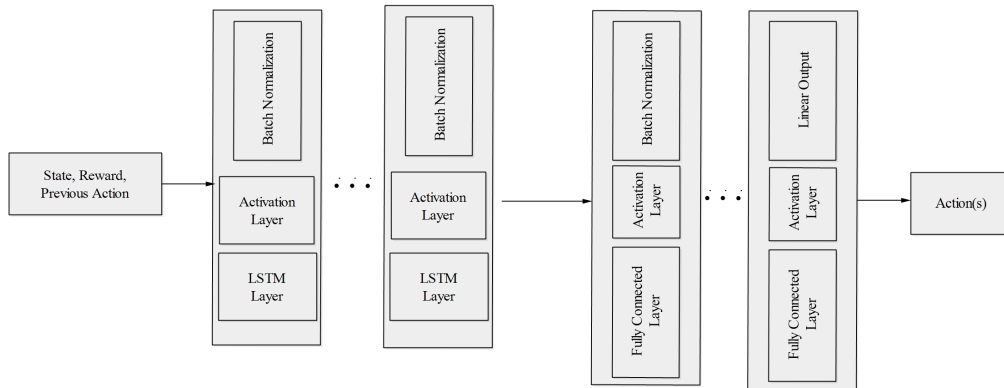 State, Reward,
Previous Action
Batch Normalization
Activation
Layer
LSTM
Layer
Batch Normalization
Activation
Layer
LSTM
Layer
Batch Normalization
Activation
Layer
Fully Connected
Layer
Linear Output
Activation
Layer
Fully Connected
Layer
Action(s)